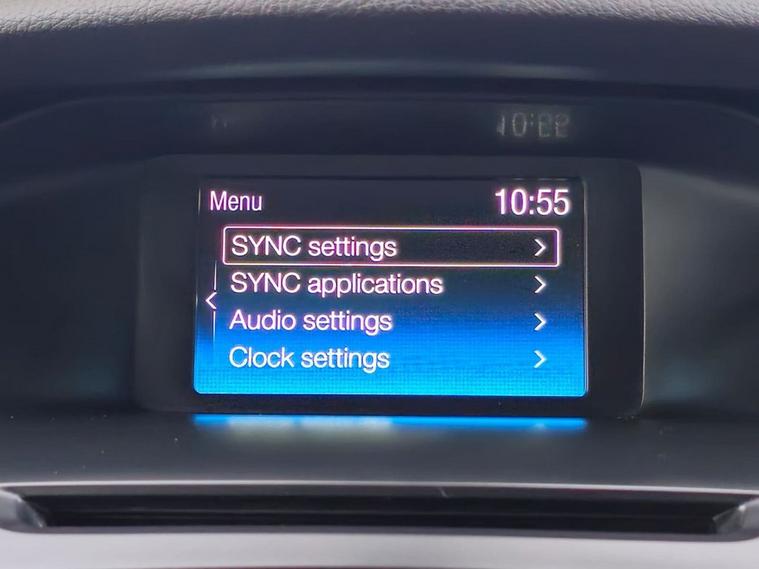 Menu 10:55
SYNC settings >
SYNC applications >
< Audio settings >
Clock settings >